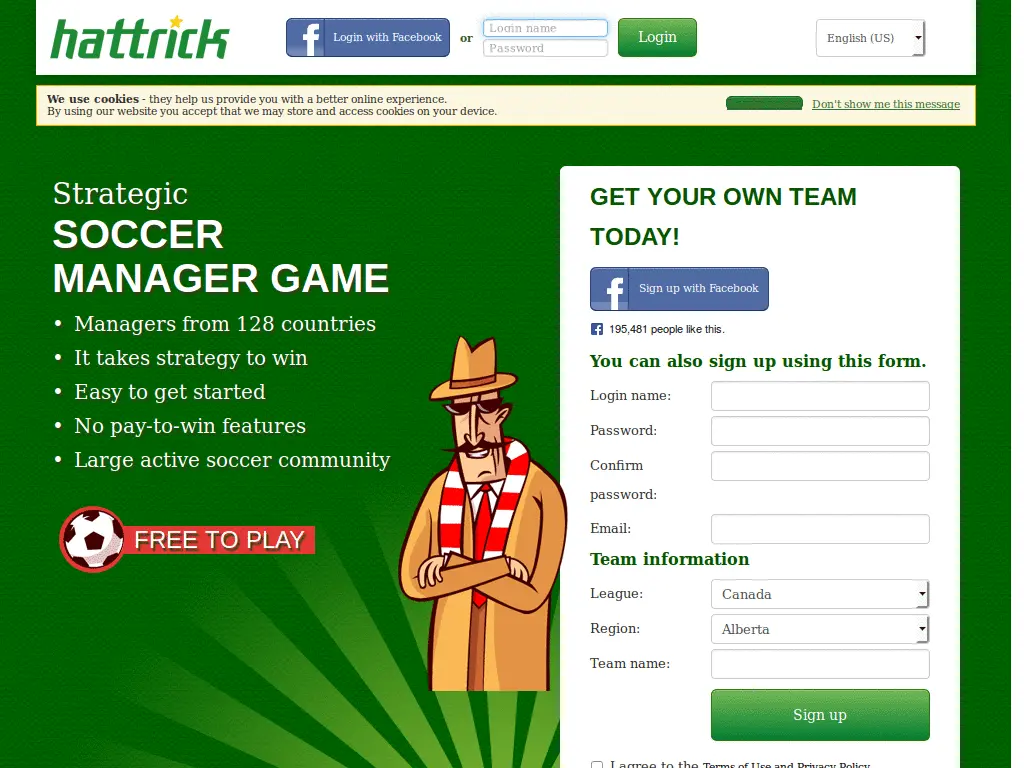 hattrick
Login with Facebook
or
Login name
Password
Login
English (US)
We use cookies - they help us provide you with a better online experience.
By using our website you accept that we may store and access cookies on your device.
Don't show me this message
Strategic
SOCCER
MANAGER GAME
• Managers from 128 countries
• It takes strategy to win
• Easy to get started
• No pay-to-win features
• Large active soccer community
FREE TO PLAY
GET YOUR OWN TEAM
TODAY!
Sign up with Facebook
195,481 people like this.
You can also sign up using this form.
Login name:
Password:
Confirm
password:
Email:
Team information
League:
Canada
Region:
Alberta
Team name:
Sign up
I agree to the Terms of Use and Privacy Policy